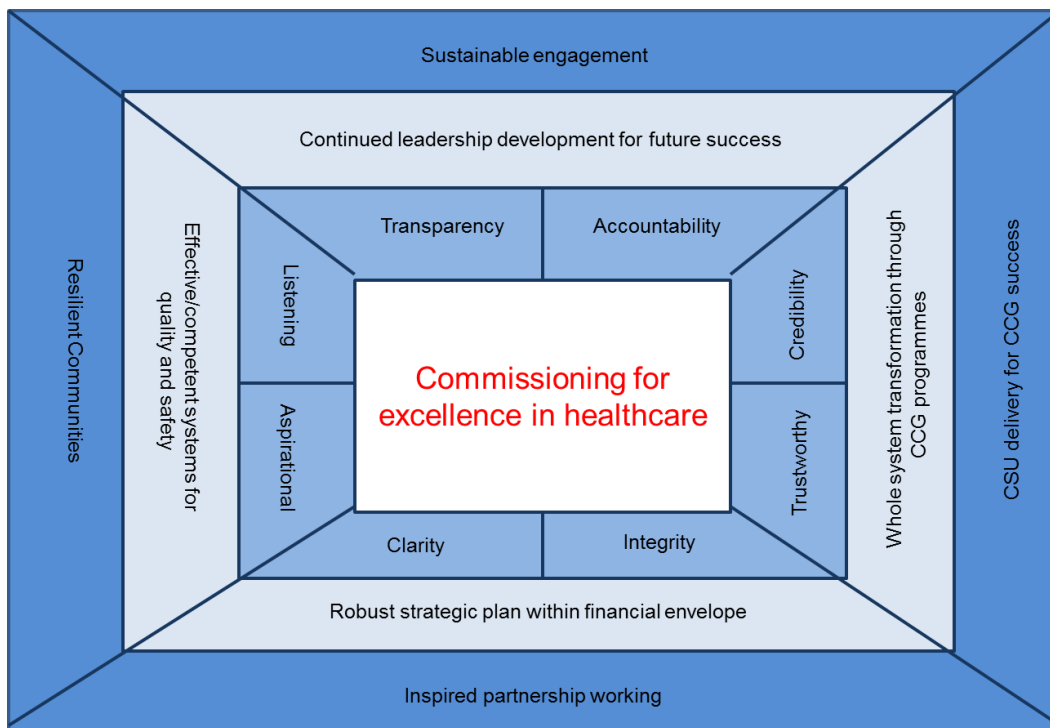 Sustainable engagement
Continued leadership development for future success
Transparency
Accountability
Resilient Communities
Effective/competent systems for
quality and safety
Listening
Aspirational
Commissioning for
excellence in healthcare
Credibility
Trustworthy
Whole system transformation through
CCG programmes
CSU delivery for CCG success
Clarity
Integrity
Robust strategic plan within financial envelope
Inspired partnership working